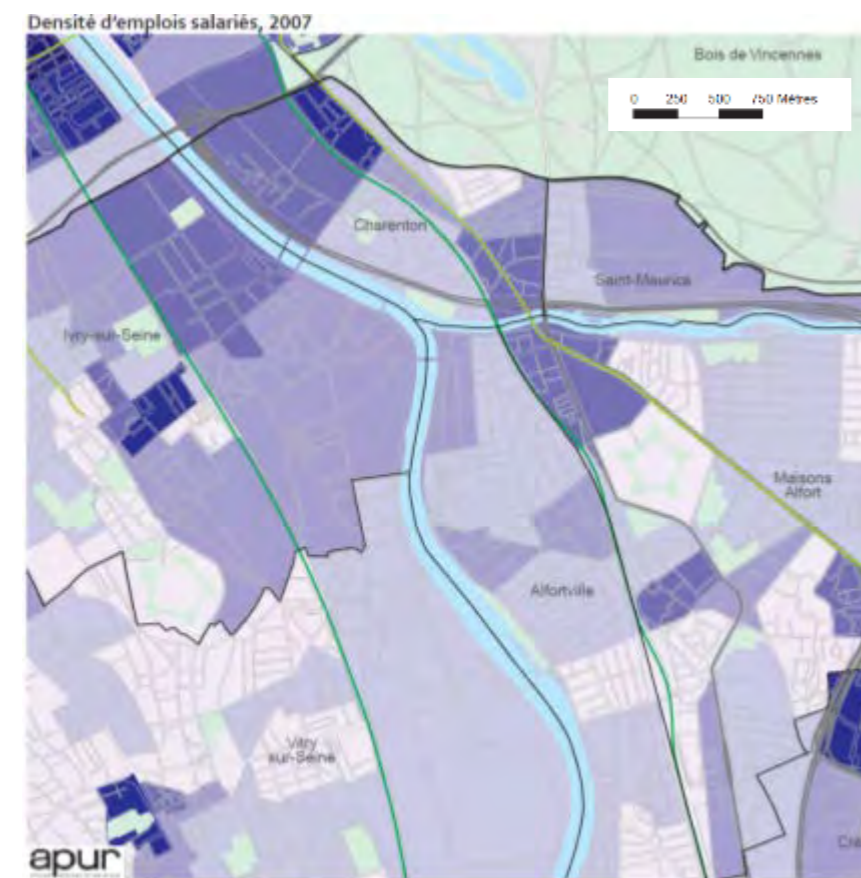 Densité d'emplois salariés, 2007
Bois de Vincennes
0 250 500 750 Mètres
Charenton
Saint-Maurice
Ivry-sur-Seine
Maisons
Alfort
Alfortville
Vitry
sur-Seine
apur